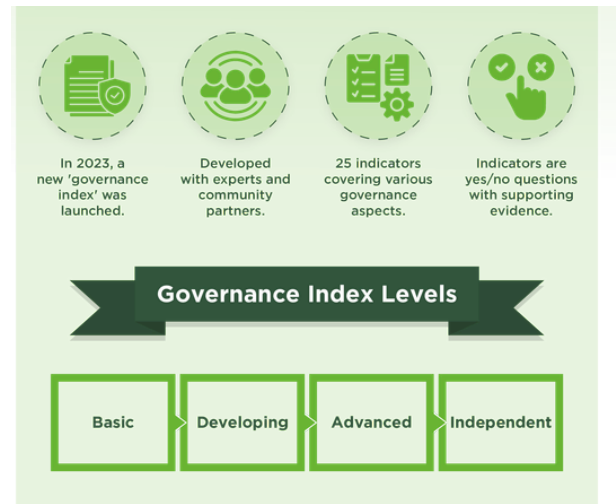 In 2023, a
new 'governance
index' was
launched.
Developed
with experts and
community
partners.
25 indicators
covering various
governance
aspects.
Indicators are
yes/no questions
with supporting
evidence.
Governance Index Levels
Basic
Developing
Advanced
Independent